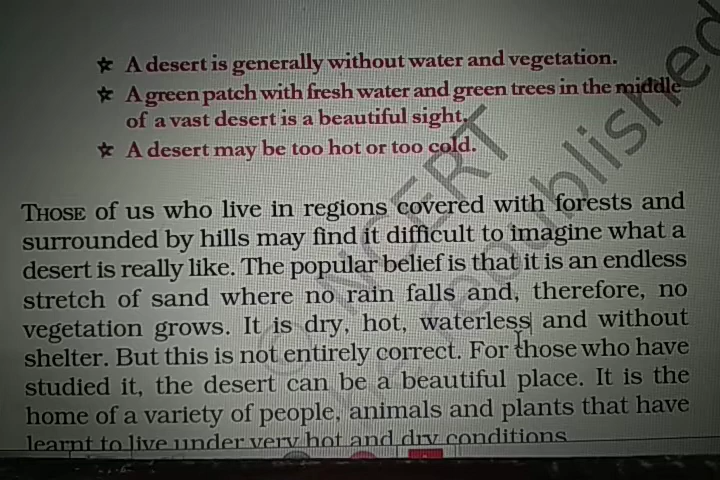 ★ A desert is generally without water and vegetation.
★ A green patch with fresh water and green trees in the middle
of a vast desert is a beautiful sight.
★ A desert may be too hot or too cold.
THOSE of us who live in regions covered with forests and
surrounded by hills may find it difficult to imagine what a
desert is really like. The popular belief is that it is an endless
stretch of sand where no rain falls and, therefore, no
vegetation grows. It is dry, hot, waterless and without
shelter. But this is not entirely correct. For those who have
studied it, the desert can be a beautiful place. It is the
home of a variety of people, animals and plants that have
learnt to live under very hot and dry conditions
© NCERT
republished